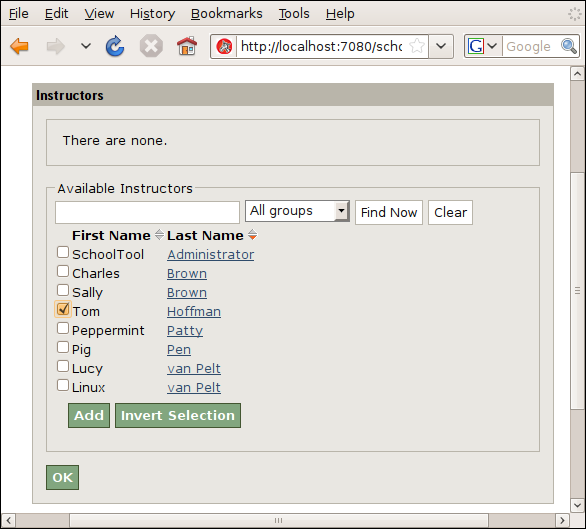 File Edit View History Bookmarks Tools Help
http://localhost:7080/scho G Google
Instructors
There are none.
Available Instructors
All groups Find Now Clear
First Name Last Name
SchoolTool Administrator
Charles Brown
Sally Brown
Tom Hoffman
Peppermint Patty
Pig Pen
Lucy van Pelt
Linux van Pelt
Add Invert Selection
OK